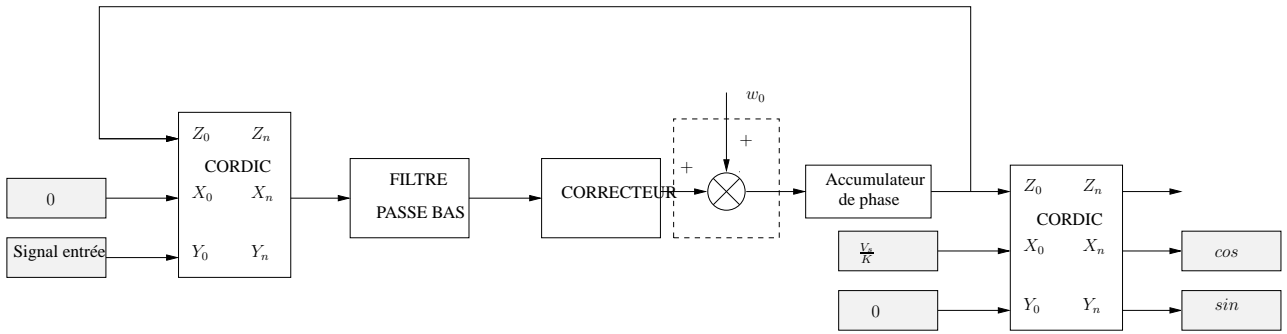 w_0
+
+
Z_0 Z_n
CORDIC
X_0 X_n
Y_0 Y_n
0
Signal entrée
FILTRE
PASSE BAS
CORRECTEUR
Accumulateur
de phase
Z_0 Z_n
CORDIC
X_0 X_n
Y_0 Y_n
V_s/K
0
cos
sin